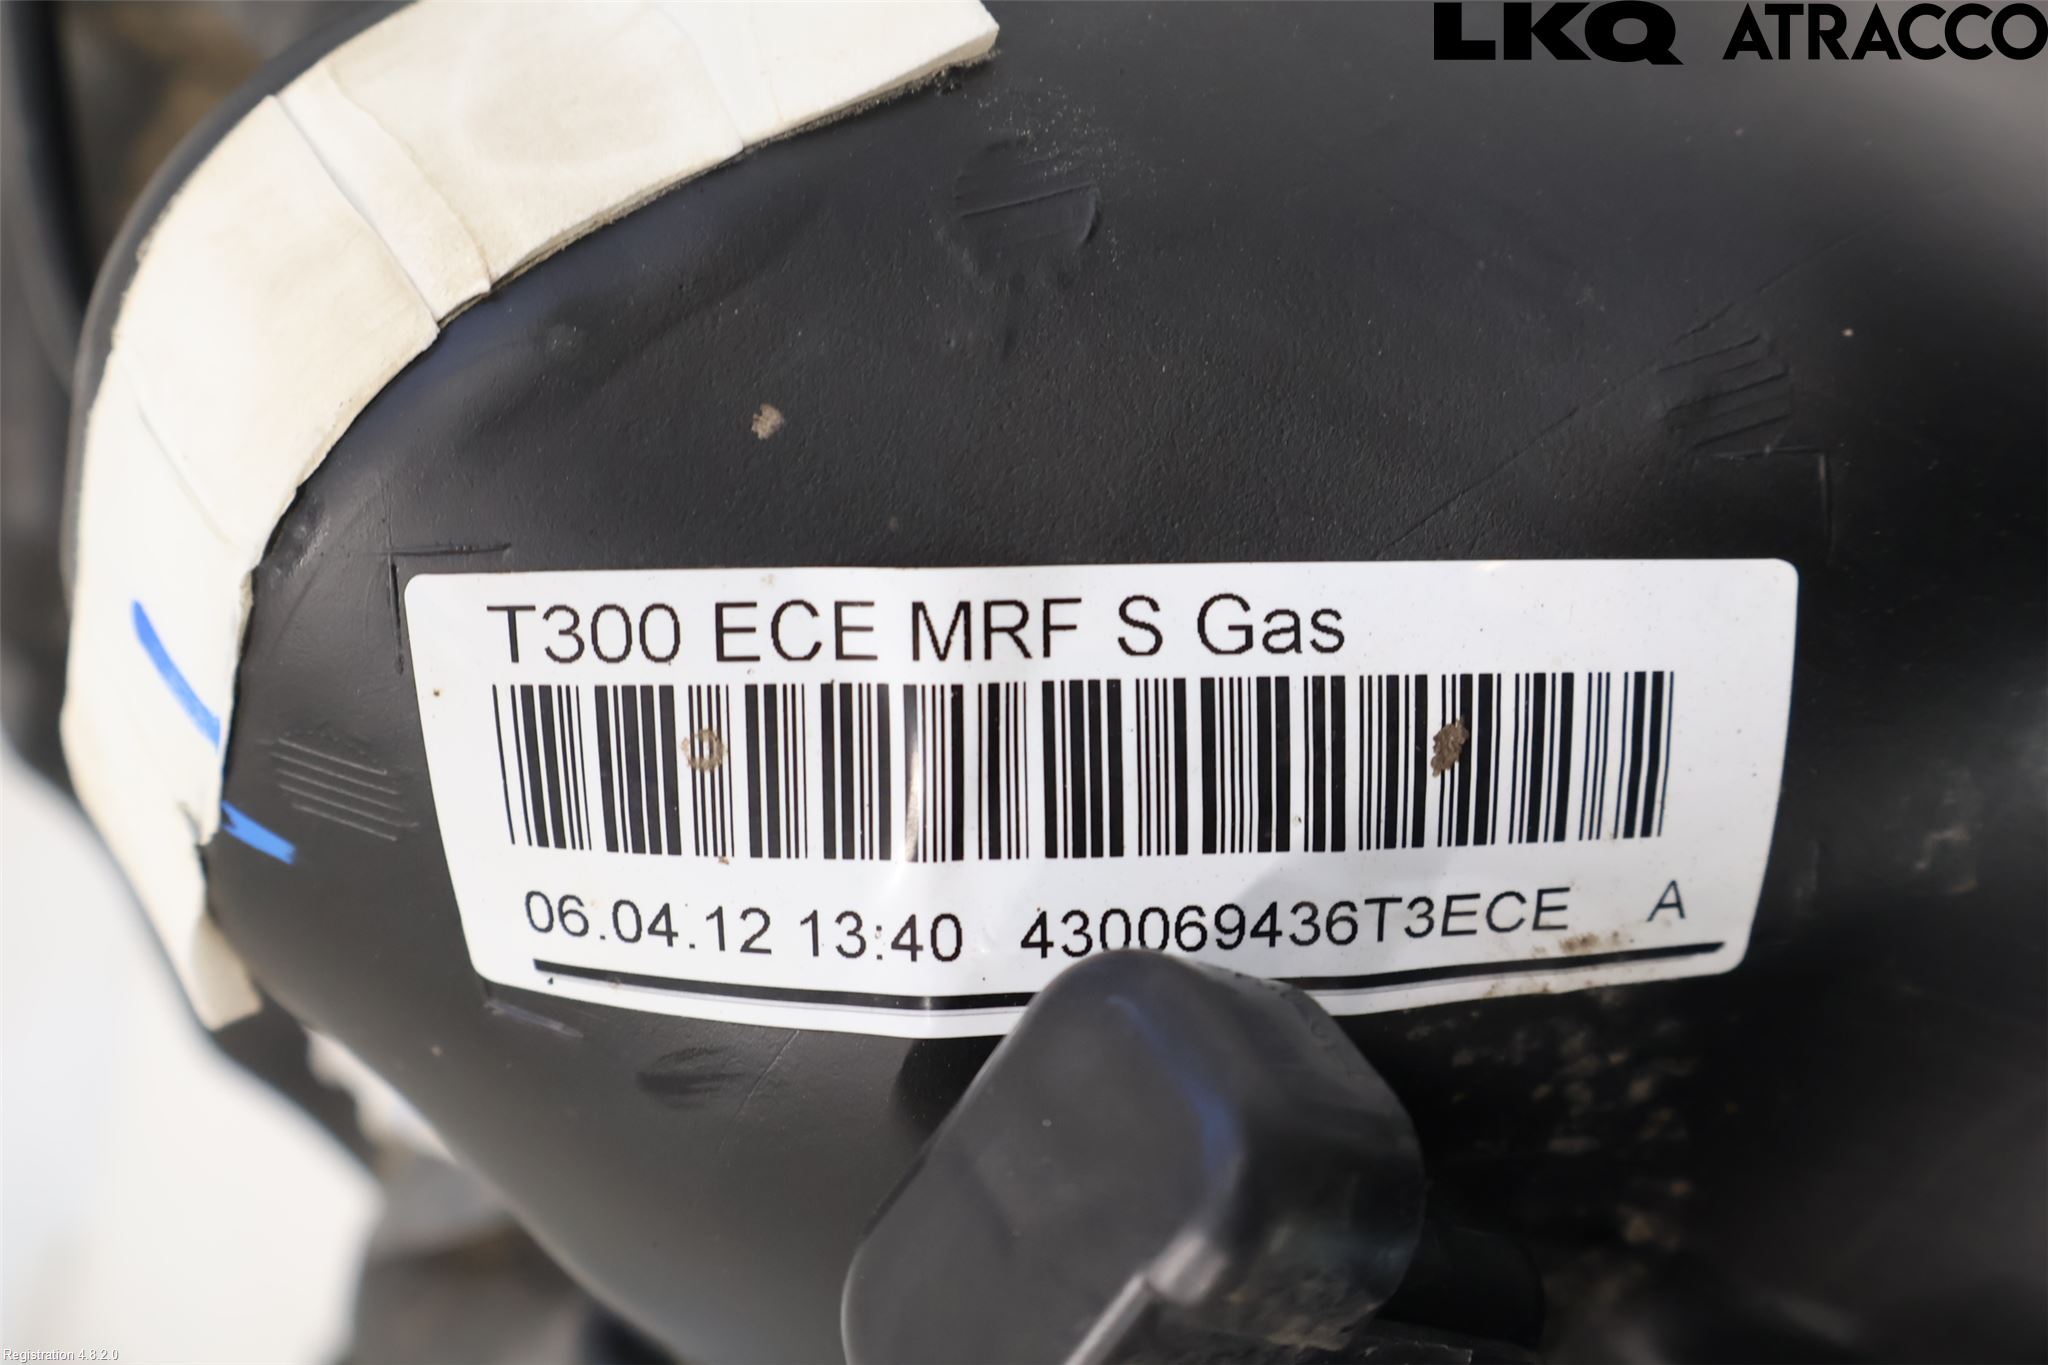 LKQ ATRACCO
T300 ECE MRF S Gas
06.04.12 13:40 430069436T3ECE A
Registration 4.8.2.0